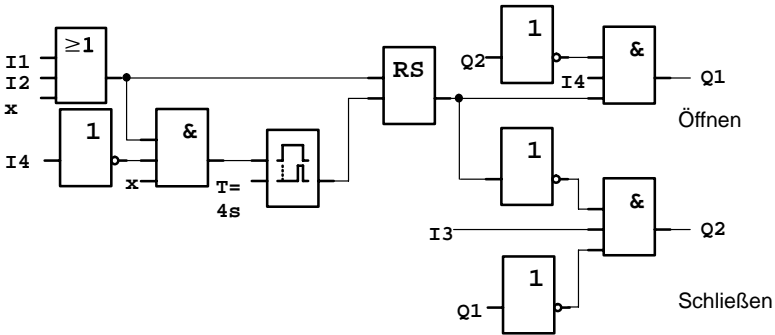 ≥1
I1
I2
x
1
I4
&
x
T=
4s
RS
1
Q2
I4
&
Q1
Öffnen
1
I3
&
Q2
1
Q1
Schließen